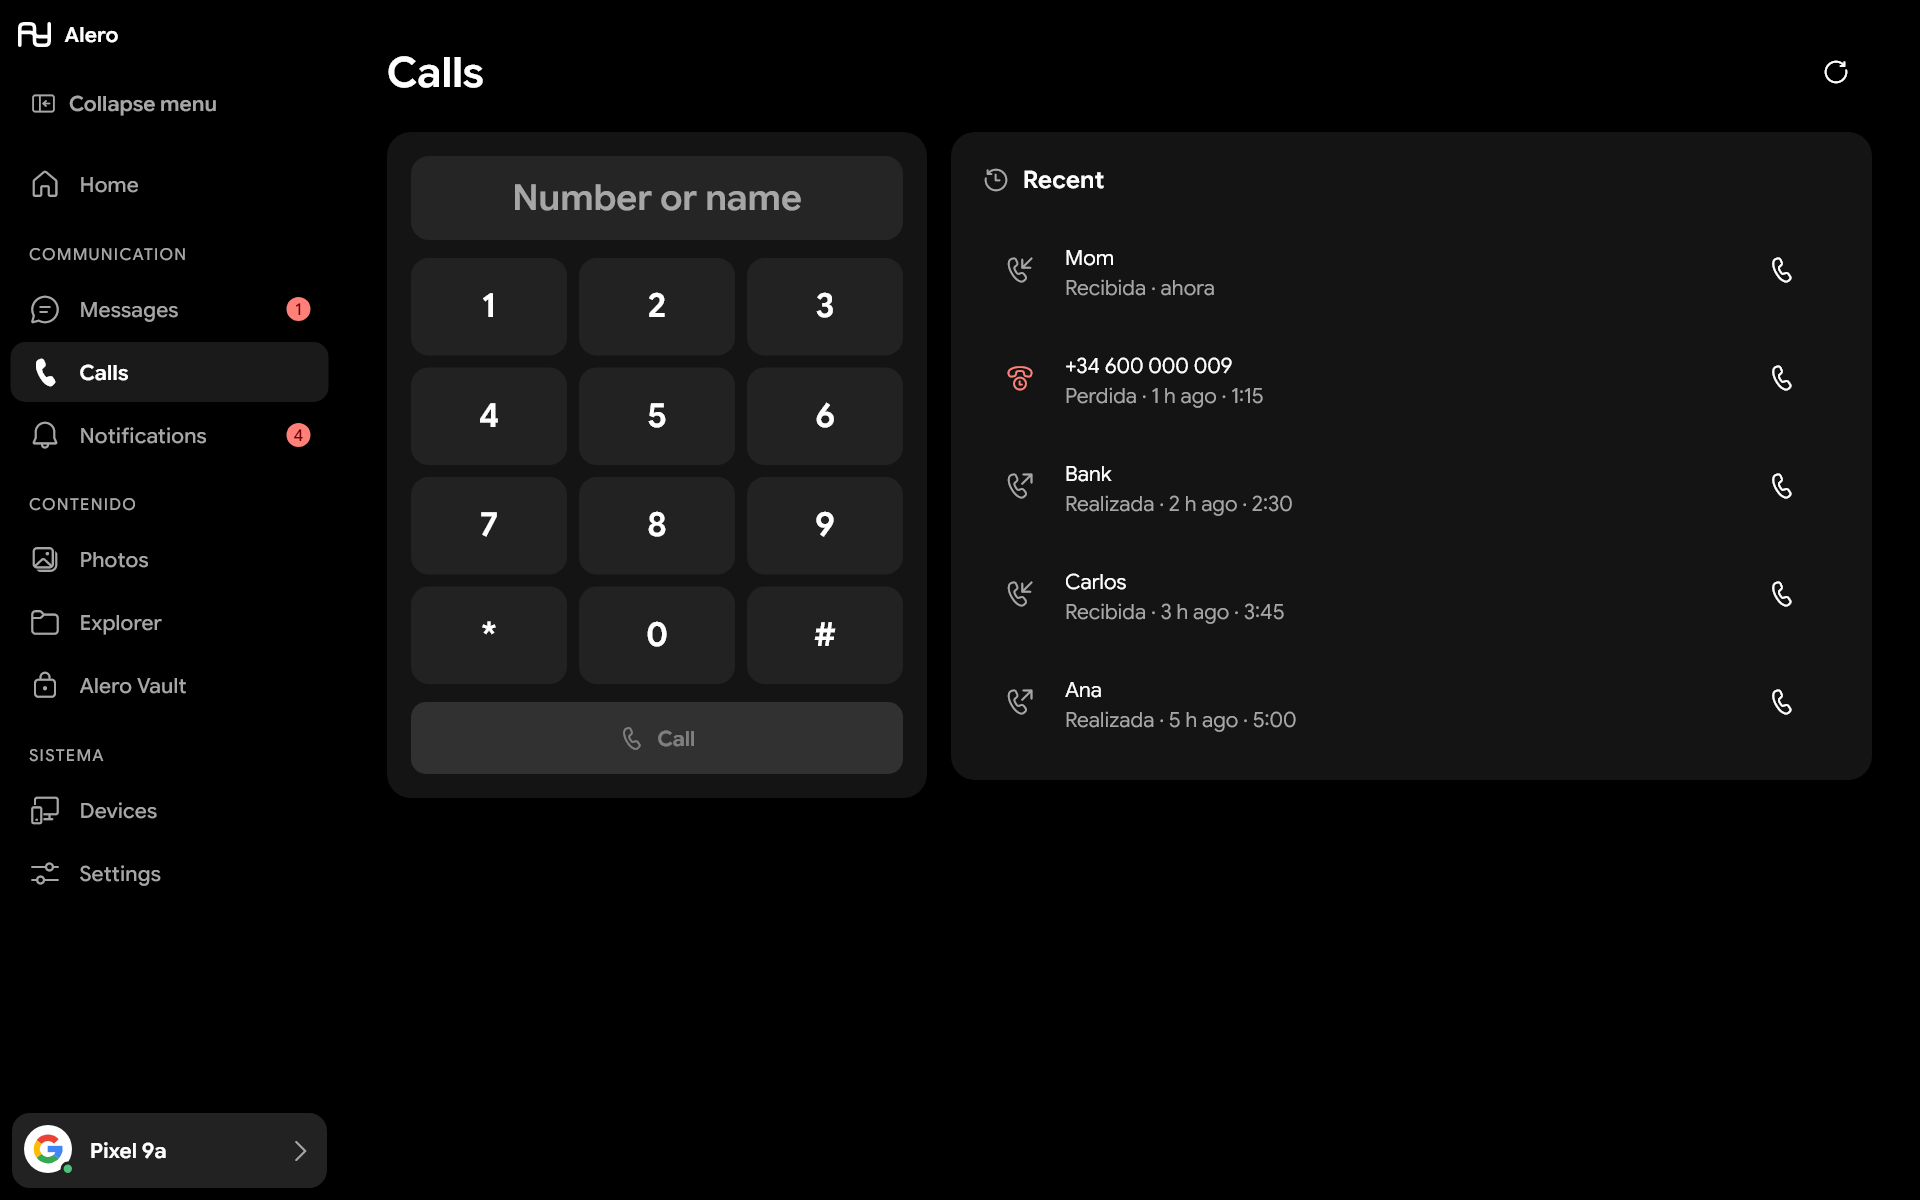 Alero
Collapse menu
Home
COMMUNICATION
Messages 1
Calls
Notifications 4
CONTENIDO
Photos
Explorer
Alero Vault
SISTEMA
Devices
Settings
Pixel 9a
Calls
Number or name
1 2 3
4 5 6
7 8 9
* 0 #
Call
Recent
Mom
Recibida · ahora
+34 600 000 009
Perdida · 1 h ago · 1:15
Bank
Realizada · 2 h ago · 2:30
Carlos
Recibida · 3 h ago · 3:45
Ana
Realizada · 5 h ago · 5:00